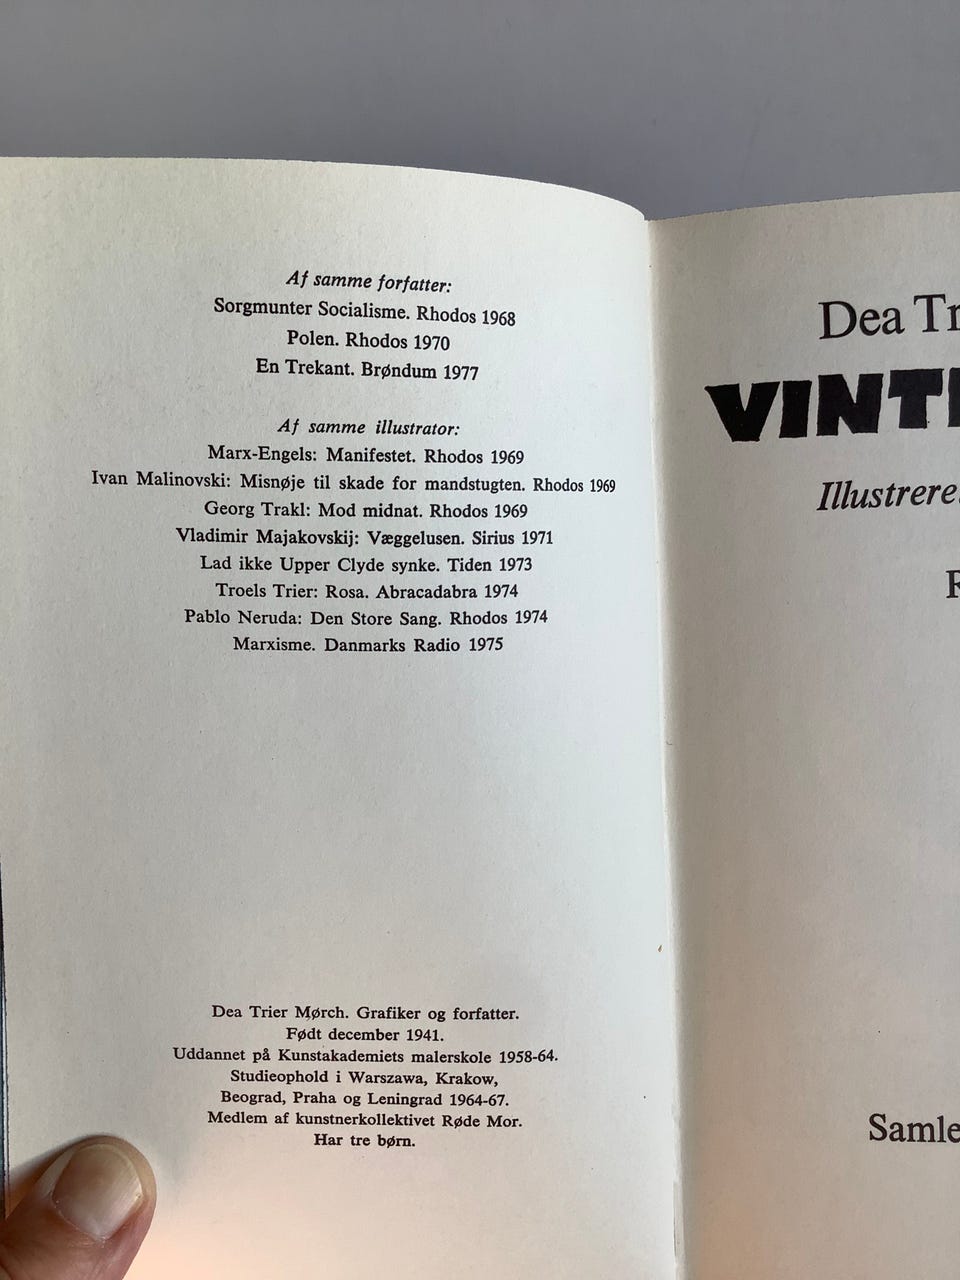 Af samme forfatter:
Sorgmunter Socialisme. Rhodos 1968
Polen. Rhodos 1970
En Trekant. Brøndum 1977
Af samme illustrator:
Marx-Engels: Manifestet. Rhodos 1969
Ivan Malinovski: Misnøje til skade for mandstugten. Rhodos 1969
Georg Trakl: Mod midnat. Rhodos 1969
Vladimir Majakovskij: Væggelusen. Sirius 1971
Lad ikke Upper Clyde synke. Tiden 1973
Troels Trier: Rosa. Abracadabra 1974
Pablo Neruda: Den Store Sang. Rhodos 1974
Marxisme. Danmarks Radio 1975
Dea Trier Mørch. Grafiker og forfatter.
Født december 1941.
Uddannet på Kunstakademiets malerskole 1958-64.
Studieophold i Warszawa, Krakow,
Beograd, Praha og Leningrad 1964-67.
Medlem af kunstnerkollektivet Røde Mor.
Har tre børn.
Dea Tr
VINT
Illustrere
Samle